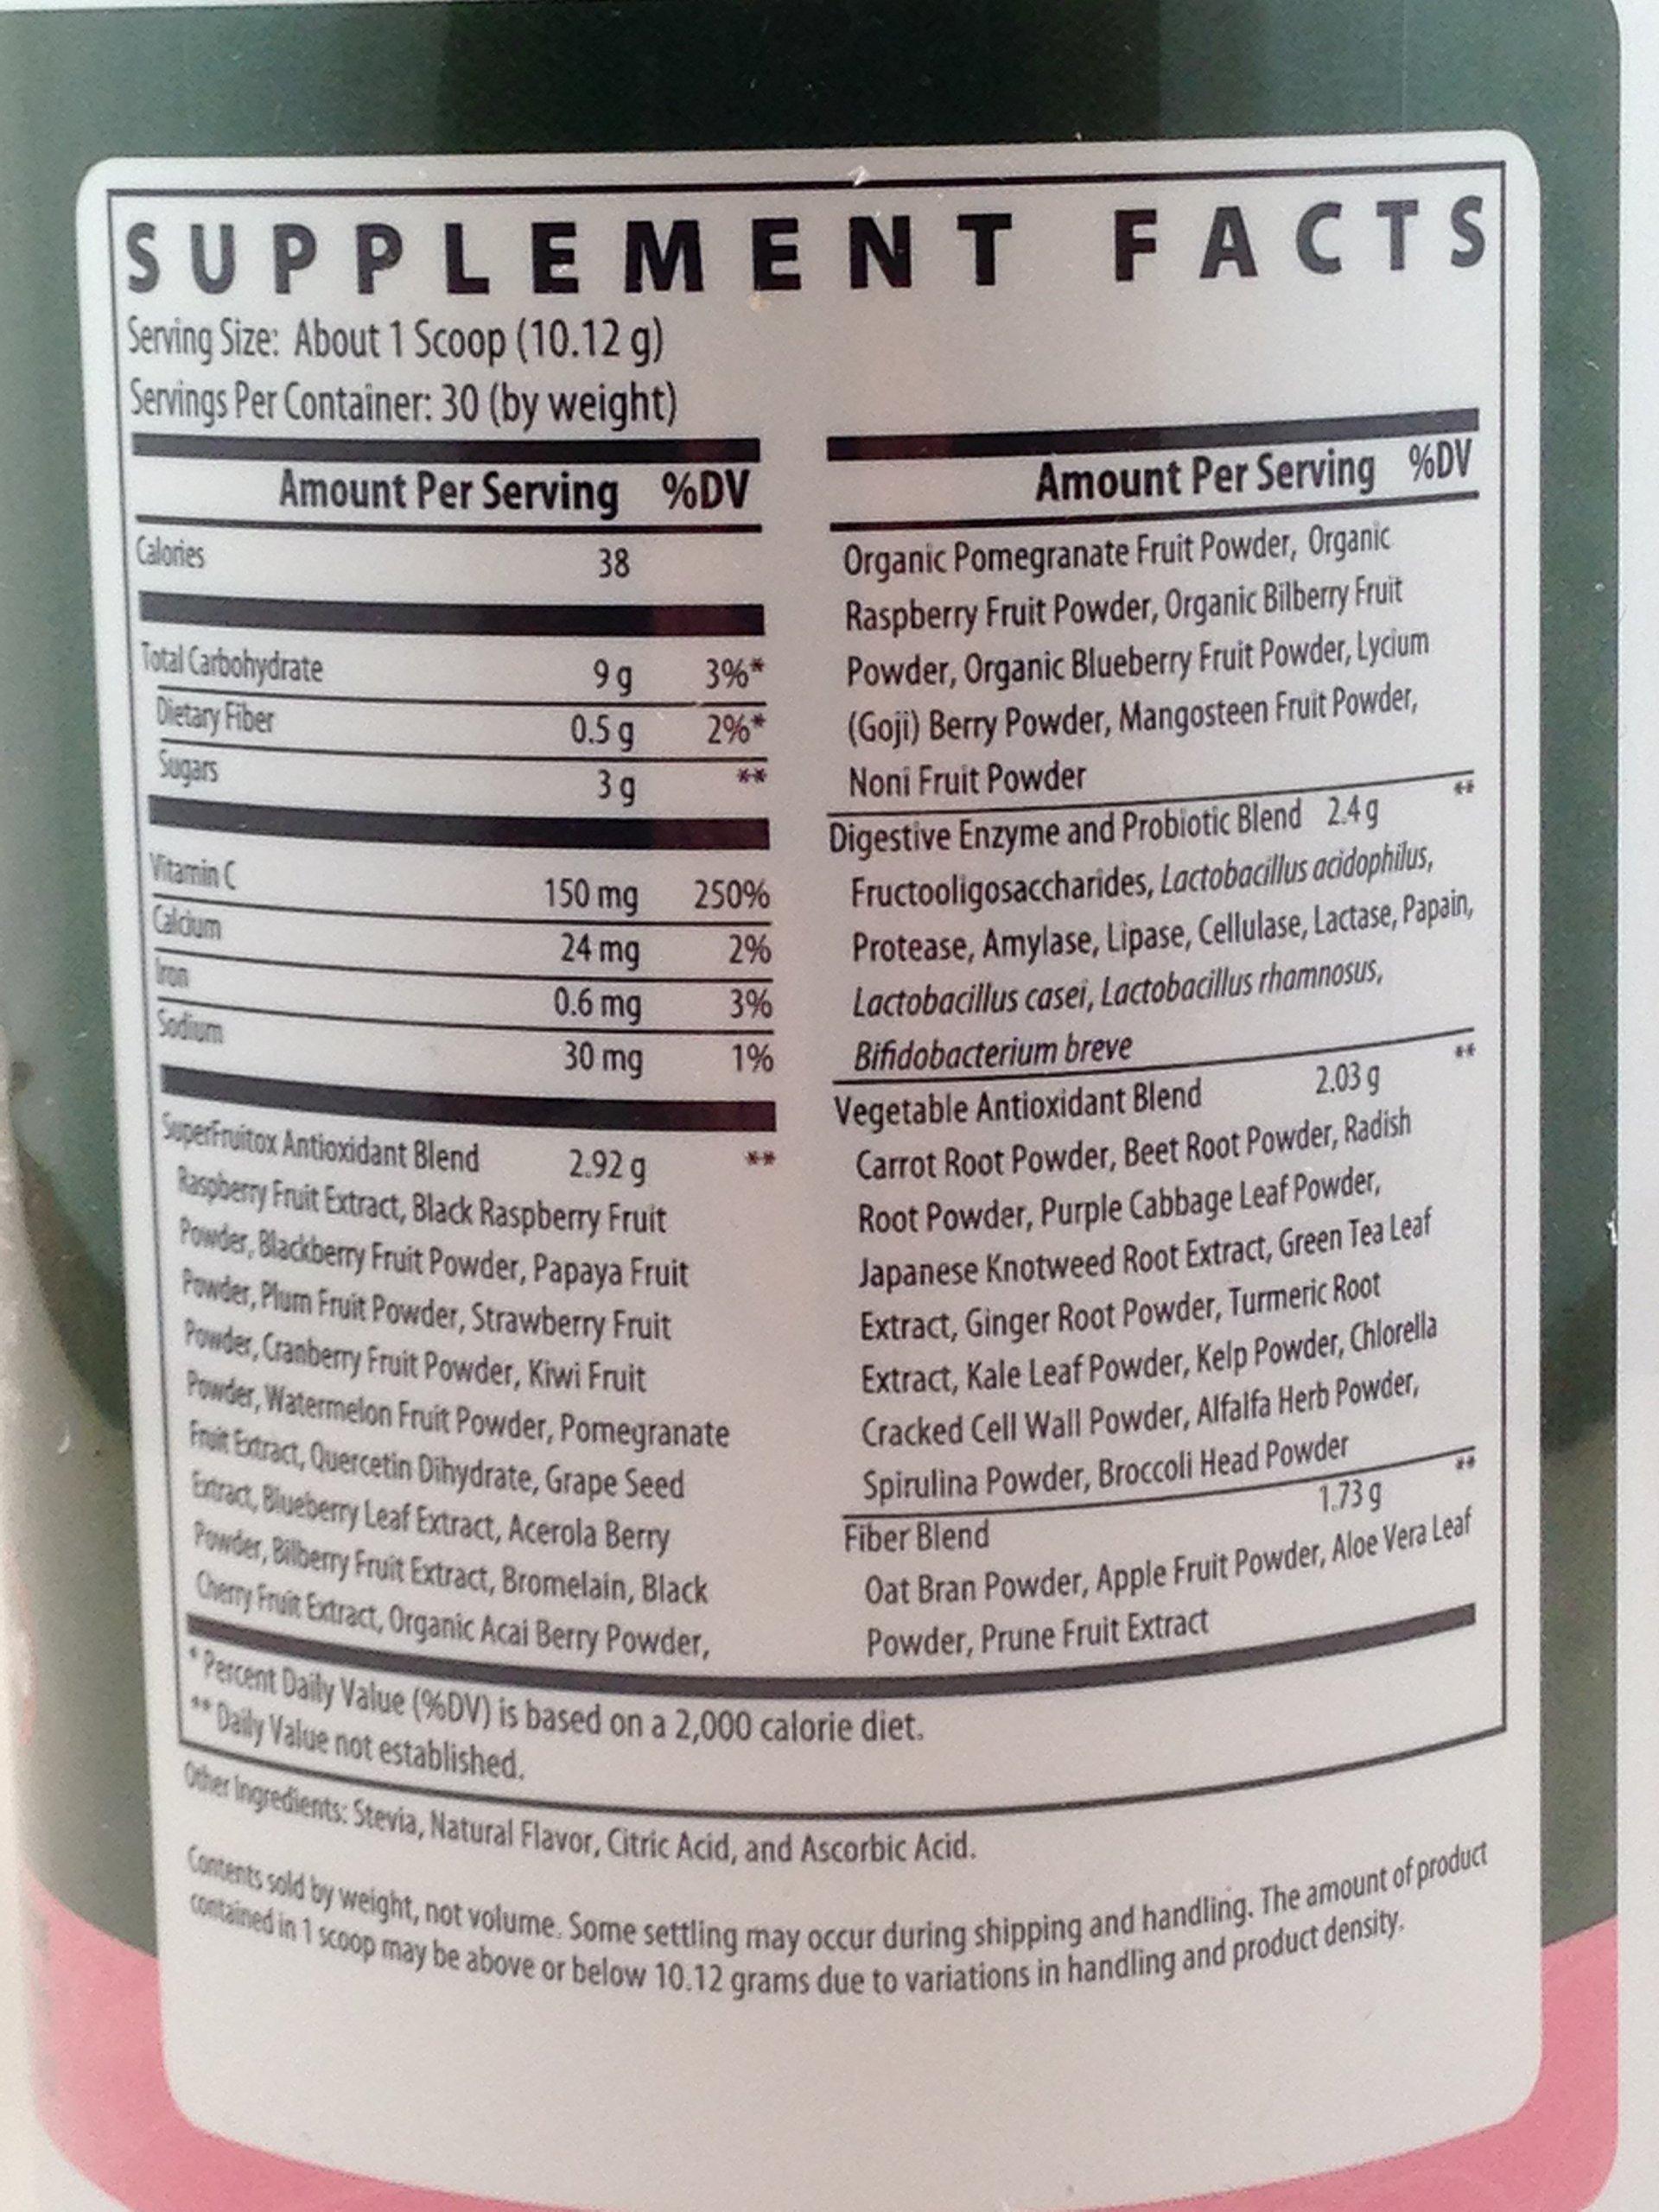 SUPPLEMENT FACTS
Serving Size: About 1 Scoop (10.12 g)
Servings Per Container: 30 (by weight)
Amount Per Serving %DV
Calories 38
Total Carbohydrate 9 g 3%*
Dietary Fiber 0.5 g 2%*
Sugars 3 g **
Vitamin C 150 mg 250%
Calcium 24 mg 2%
Iron 0.6 mg 3%
Sodium 30 mg 1%
SuperFruitox Antioxidant Blend 2.92 g **
Raspberry Fruit Extract, Black Raspberry Fruit
Powder, Blackberry Fruit Powder, Papaya Fruit
Powder, Plum Fruit Powder, Strawberry Fruit
Powder, Cranberry Fruit Powder, Kiwi Fruit
Powder, Watermelon Fruit Powder, Pomegranate
Fruit Extract, Quercetin Dihydrate, Grape Seed
Extract, Blueberry Leaf Extract, Acerola Berry
Powder, Bilberry Fruit Extract, Bromelain, Black
Cherry Fruit Extract, Organic Acai Berry Powder,
Amount Per Serving %DV
Organic Pomegranate Fruit Powder, Organic
Raspberry Fruit Powder, Organic Bilberry Fruit
Powder, Organic Blueberry Fruit Powder, Lycium
(Goji) Berry Powder, Mangosteen Fruit Powder,
Noni Fruit Powder
Digestive Enzyme and Probiotic Blend 2.4 g **
Fructooligosaccharides, Lactobacillus acidophilus,
Protease, Amylase, Lipase, Cellulase, Lactase, Papain,
Lactobacillus casei, Lactobacillus rhamnosus,
Bifidobacterium breve
Vegetable Antioxidant Blend 2.03 g **
Carrot Root Powder, Beet Root Powder, Radish
Root Powder, Purple Cabbage Leaf Powder,
Japanese Knotweed Root Extract, Green Tea Leaf
Extract, Ginger Root Powder, Turmeric Root
Extract, Kale Leaf Powder, Kelp Powder, Chlorella
Cracked Cell Wall Powder, Alfalfa Herb Powder,
Spirulina Powder, Broccoli Head Powder
Fiber Blend 1.73 g **
Oat Bran Powder, Apple Fruit Powder, Aloe Vera Leaf
Powder, Prune Fruit Extract
* Percent Daily Value (%DV) is based on a 2,000 calorie diet.
** Daily Value not established.
Other Ingredients: Stevia, Natural Flavor, Citric Acid, and Ascorbic Acid.
Contents sold by weight, not volume. Some settling may occur during shipping and handling. The amount of product
contained in 1 scoop may be above or below 10.12 grams due to variations in handling and product density.